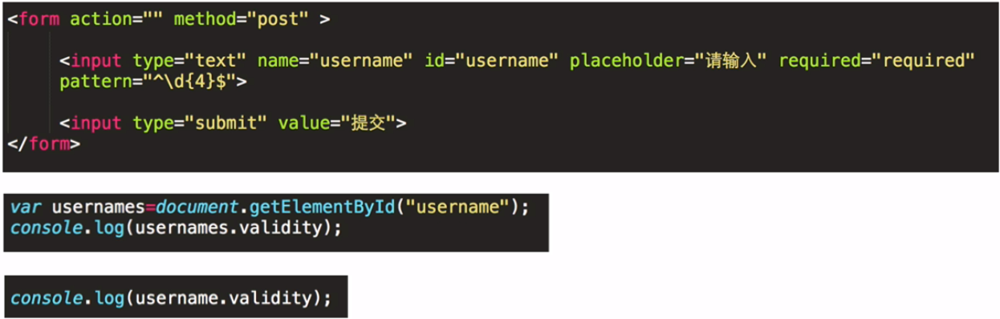 <form action="" method="post" >
<input type="text" name="username" id="username" placeholder="请输入" required="required"
pattern="^\d{4}$">
<input type="submit" value="提交">
</form>
var usernames=document.getElementById("username");
console.log(usernames.validity);
console.log(username.validity);